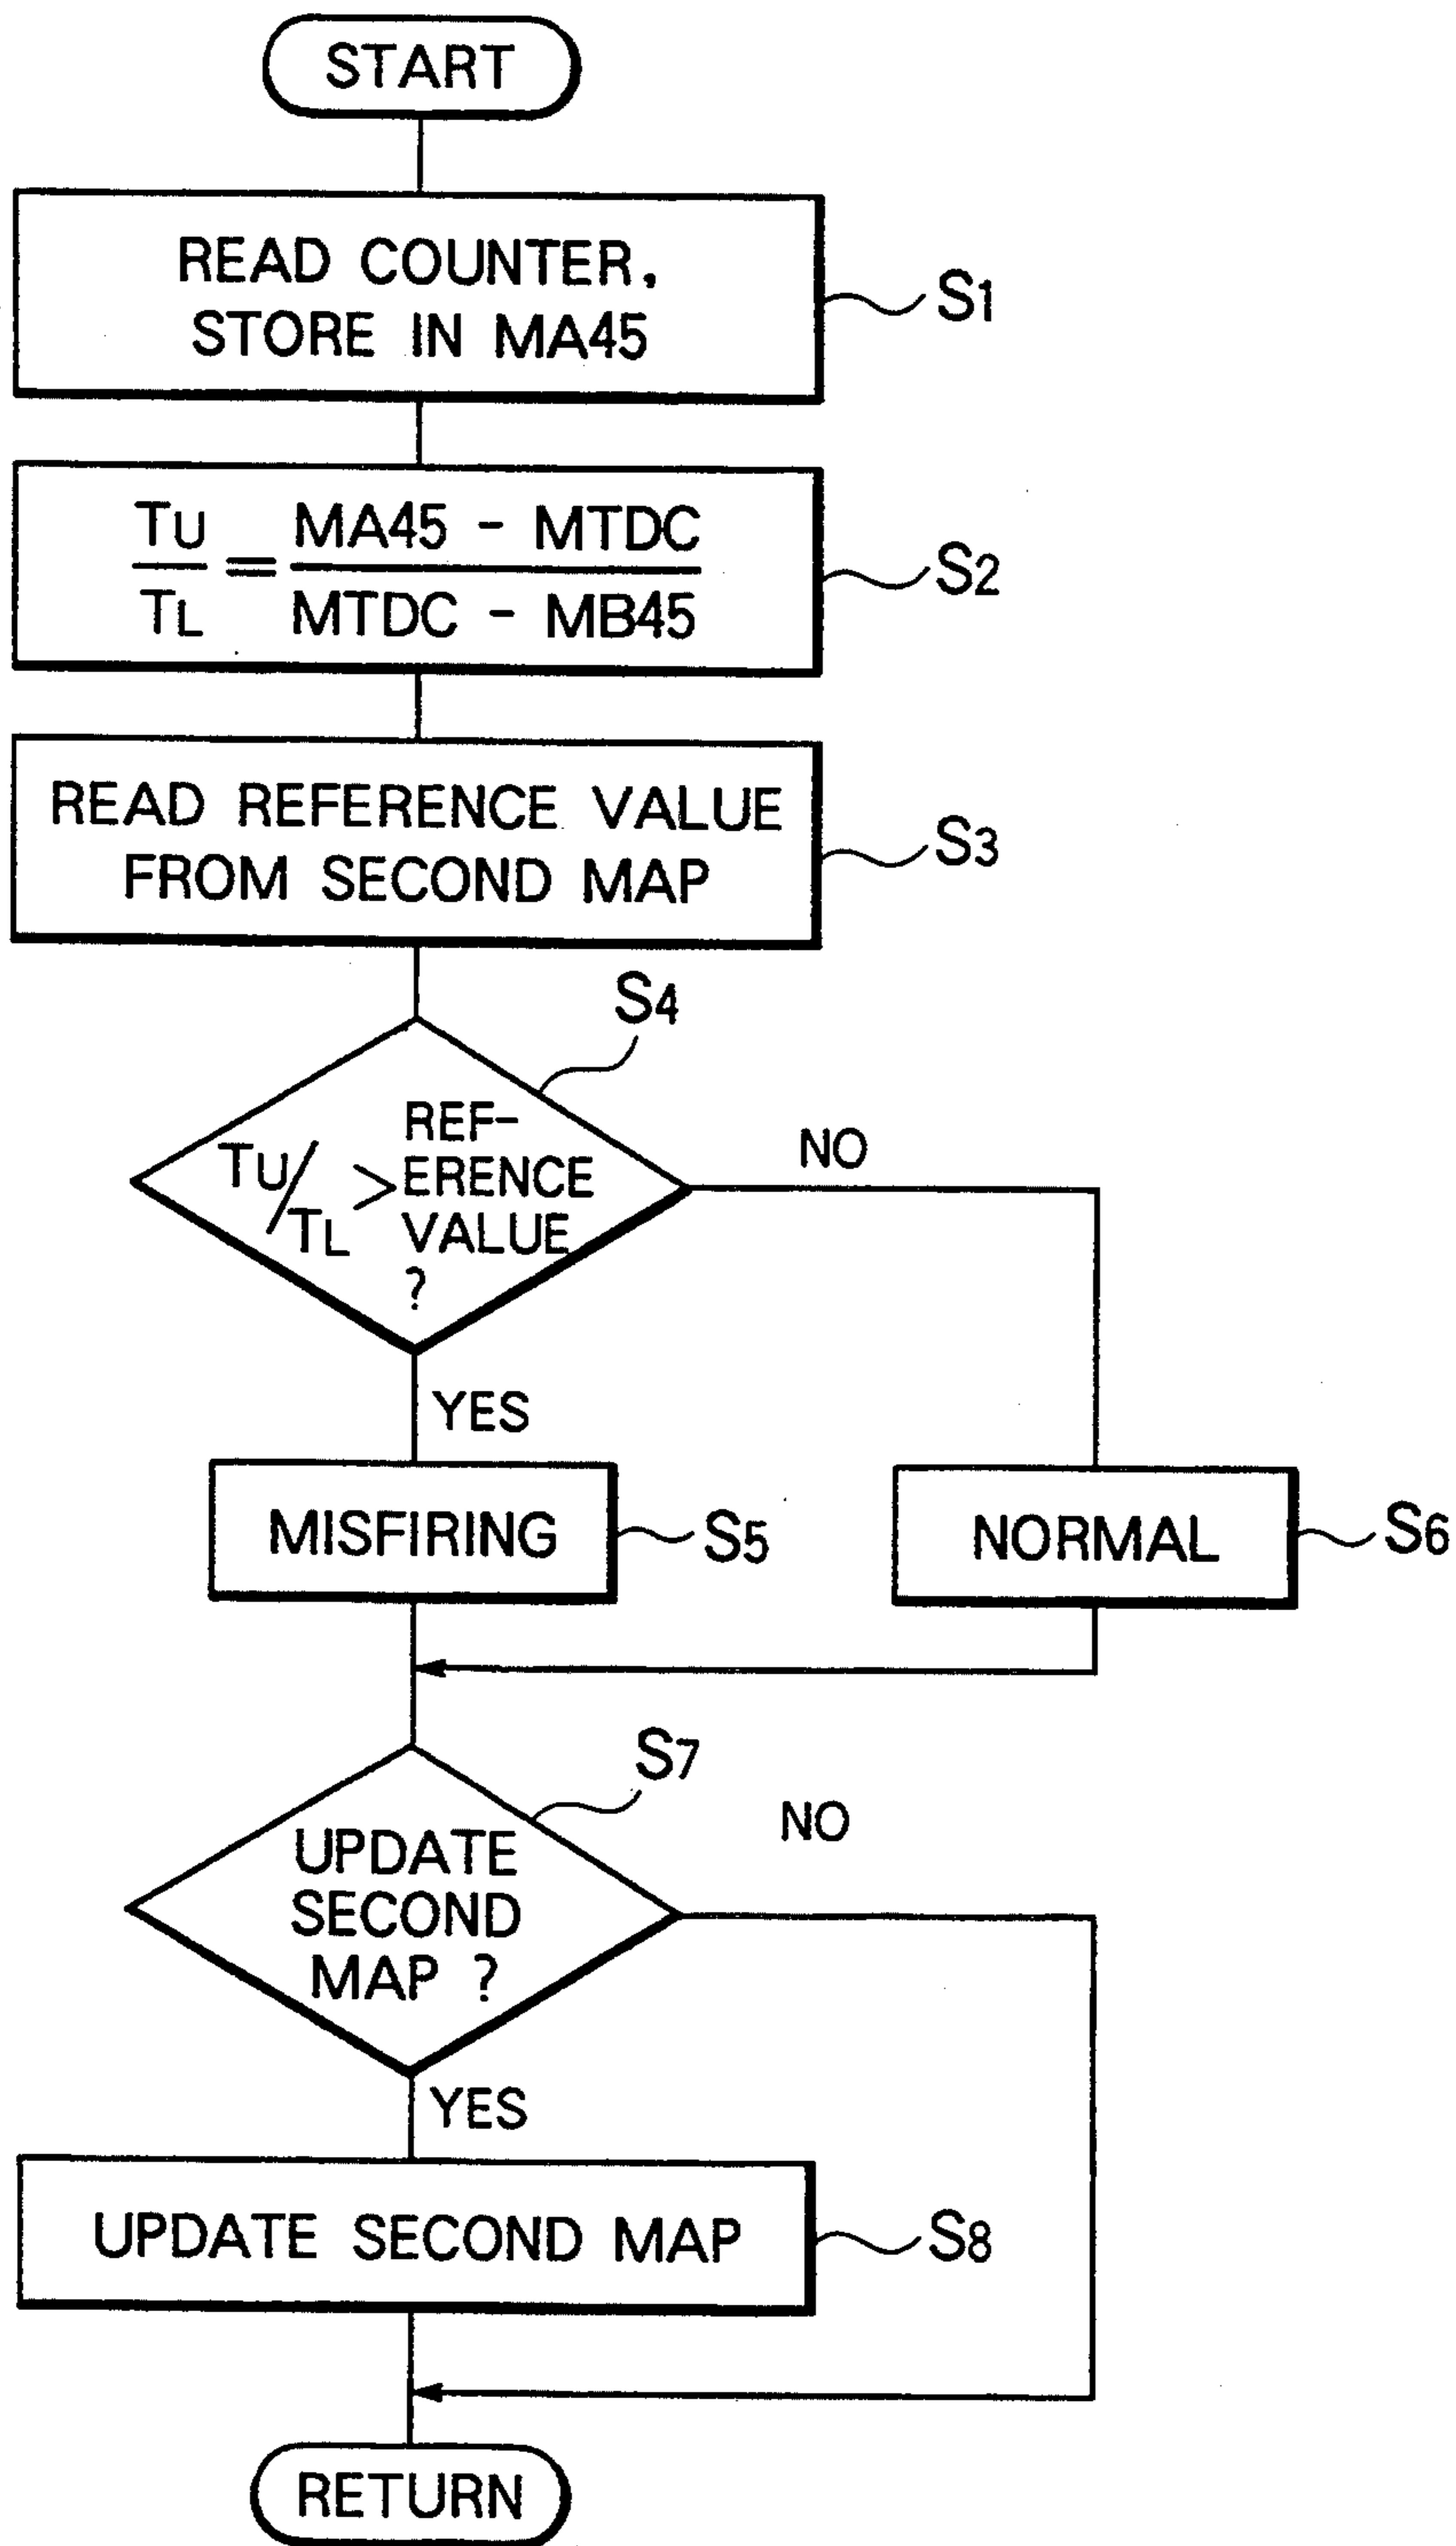 START
READ COUNTER,
STORE IN MA45
S1
TU/TL = MA45 - MTDC/MTDC - MB45
S2
READ REFERENCE VALUE
FROM SECOND MAP
S3
S4
TU/TL > REF-
ERENCE
VALUE
?
NO
YES
MISFIRING
S5
NORMAL
S6
S7
UPDATE
SECOND
MAP ?
NO
YES
UPDATE SECOND MAP
S8
RETURN